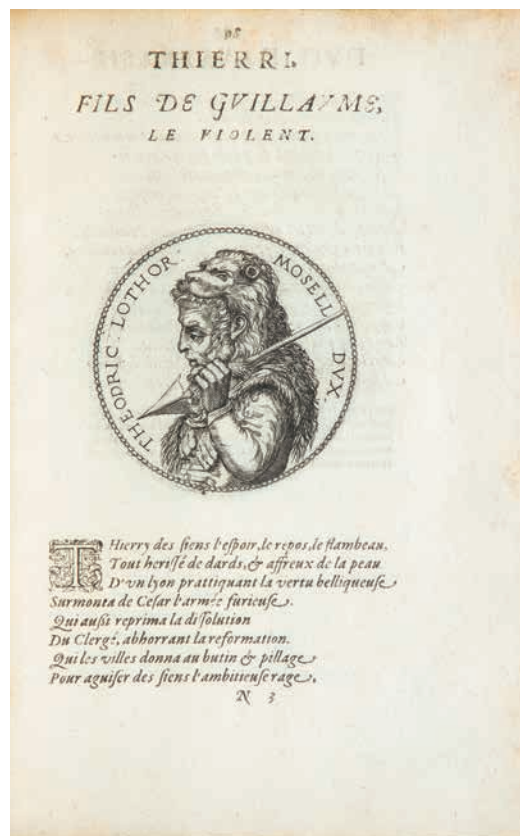 THIERRI.
FILS DE GVILLAVME,
LE VIOLENT.
THEODRIC. LOTHOR. MOSELL. DVX.
THierry des siens l'espoir, le repos, le flambeau,
Tout herissé de dards, & affreux de la peau
D'vn lyon prattiquant la vertu belliqueuse
Surmonta de Cesar l'armée furieuse.
Qui außi reprima la dissolution
Du Clergé, abhorrant la reformation.
Qui les villes donna au butin & pillage
Pour aguiser des siens l'ambitieuse rage.
N 3